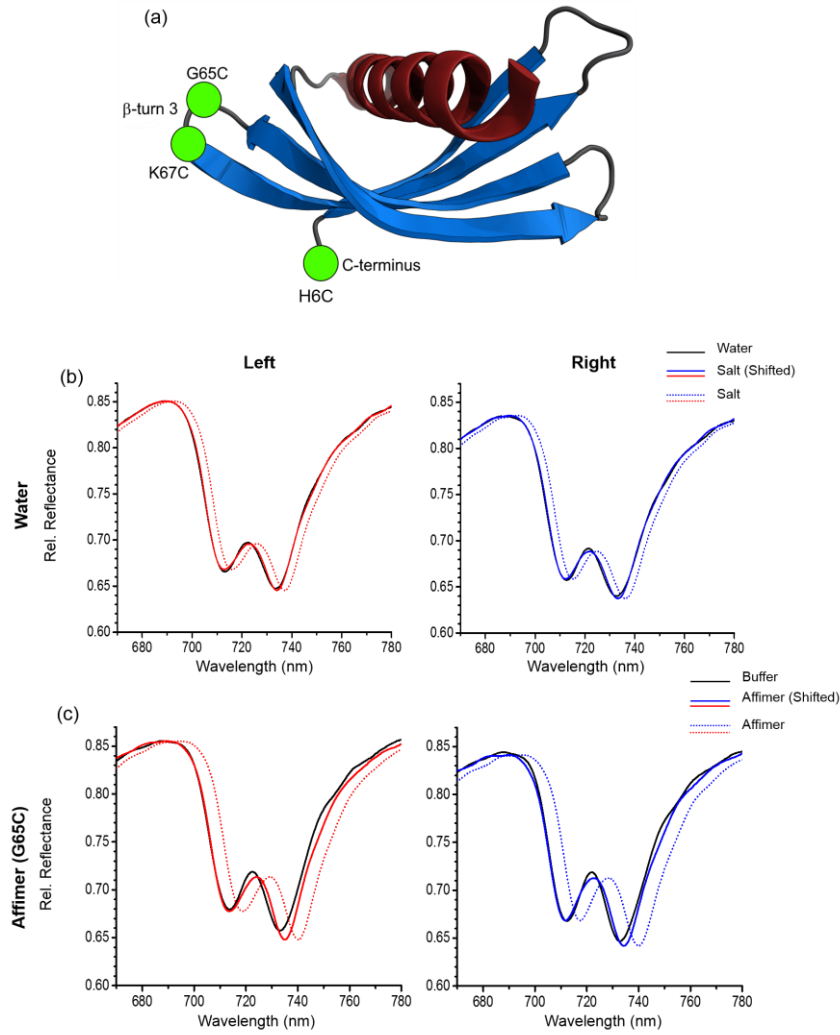 (a)
G65C
β-turn 3
K67C
C-terminus
H6C
Left
Right
Water
Salt (Shifted)
Salt
(b)
Water
Rel. Reflectance
0.85
0.80
0.75
0.70
0.65
0.60
680 700 720 740 760 780
Wavelength (nm)
0.85
0.80
0.75
0.70
0.65
0.60
680 700 720 740 760 780
Wavelength (nm)
Buffer
Affimer (Shifted)
Affimer
(c)
Affimer (G65C)
Rel. Reflectance
0.85
0.80
0.75
0.70
0.65
0.60
680 700 720 740 760 780
Wavelength (nm)
0.85
0.80
0.75
0.70
0.65
0.60
680 700 720 740 760 780
Wavelength (nm)